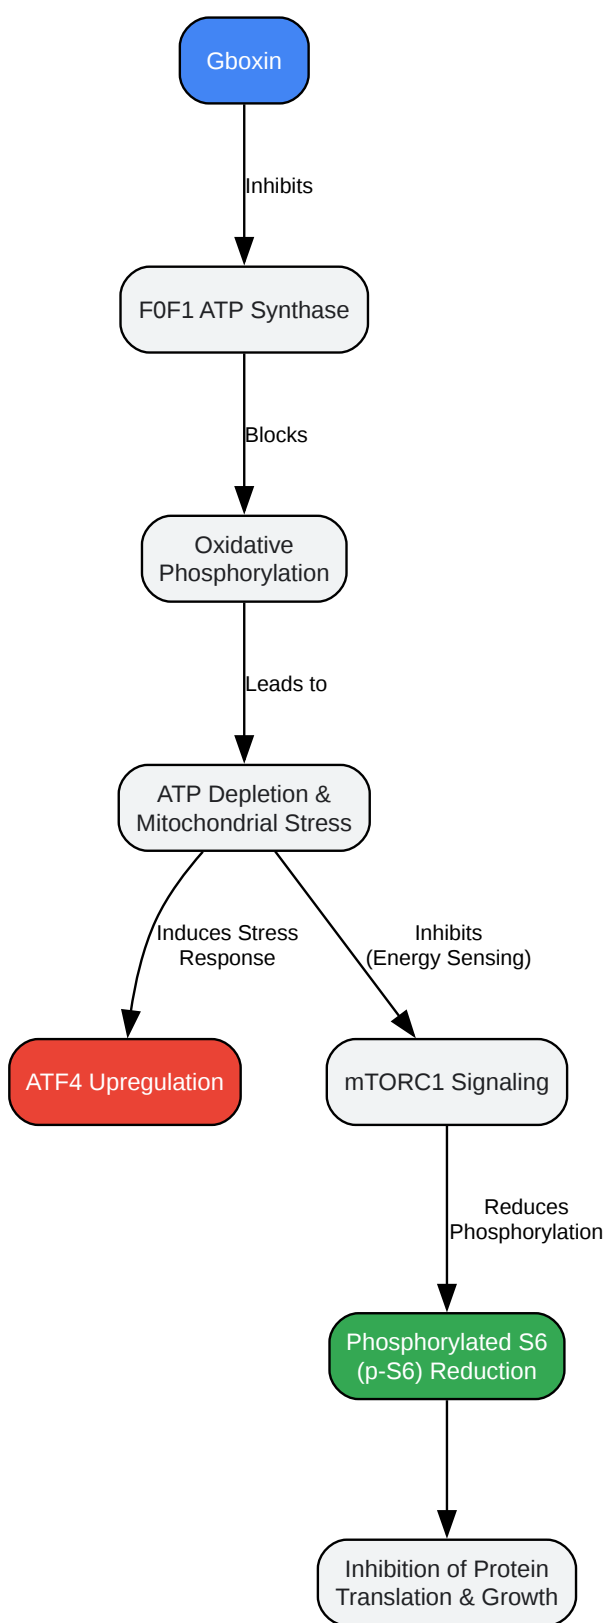 Gboxin
Inhibits
F0F1 ATP Synthase
Blocks
Oxidative
Phosphorylation
Leads to
ATP Depletion &
Mitochondrial Stress
Induces Stress
Response
Inhibits
(Energy Sensing)
ATF4 Upregulation
mTORC1 Signaling
Reduces
Phosphorylation
Phosphorylated S6
(p-S6) Reduction
Inhibition of Protein
Translation & Growth